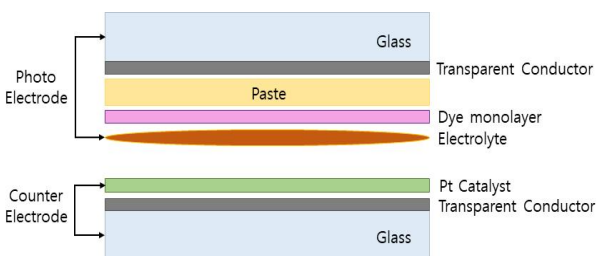 Glass
Transparent Conductor
Photo
Electrode
Paste
Dye monolayer
Electrolyte
Pt Catalyst
Counter
Electrode
Transparent Conductor
Glass